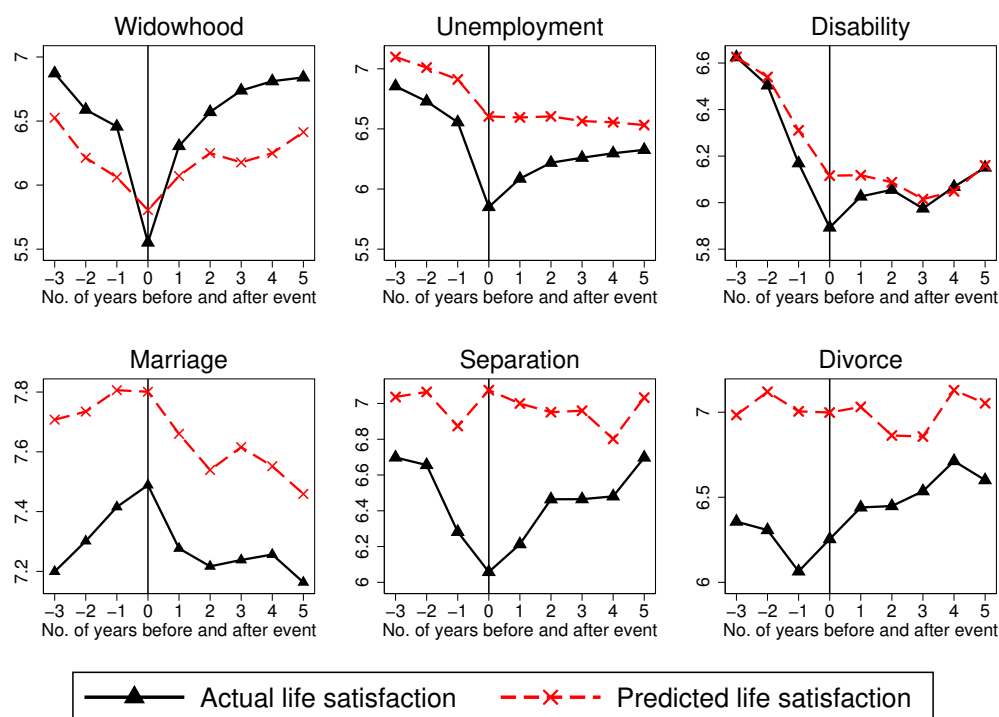 Widowhood Unemployment Disability
7 6.5 6 5.5
−3 −2 −1 0 1 2 3 4 5
No. of years before and after event
7 6.5 6 5.5
−3 −2 −1 0 1 2 3 4 5
No. of years before and after event
6.6 6.4 6.2 6 5.8
−3 −2 −1 0 1 2 3 4 5
No. of years before and after event
Marriage Separation Divorce
7.8 7.6 7.4 7.2
−3 −2 −1 0 1 2 3 4 5
No. of years before and after event
7 6.8 6.6 6.4 6.2 6
−3 −2 −1 0 1 2 3 4 5
No. of years before and after event
7 6.5 6
−3 −2 −1 0 1 2 3 4 5
No. of years before and after event
Actual life satisfaction Predicted life satisfaction